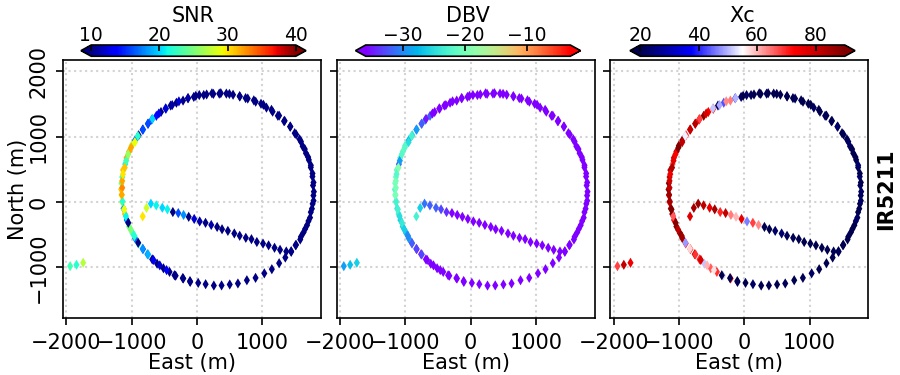 SNR DBV Xc
10 20 30 40 −30 −20 −10 20 40 60 80
2000
1000
0
−1000
North (m)
IR5211
−2000 −1000 0 1000 −2000 −1000 0 1000 −2000 −1000 0 1000
East (m) East (m) East (m)